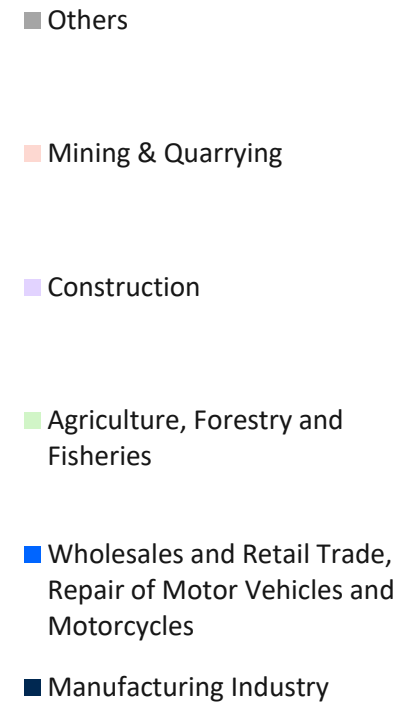 Others
Mining & Quarrying
Construction
Agriculture, Forestry and
Fisheries
Wholesales and Retail Trade,
Repair of Motor Vehicles and
Motorcycles
Manufacturing Industry